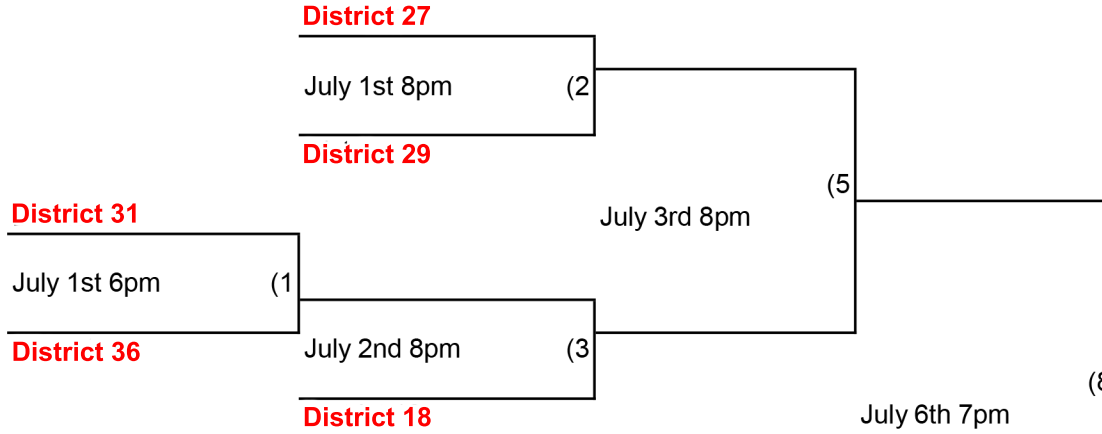 District 27
July 1st 8pm (2
District 29
District 31
July 1st 6pm (1
District 36
July 2nd 8pm (3
District 18
July 3rd 8pm (5
July 6th 7pm (8